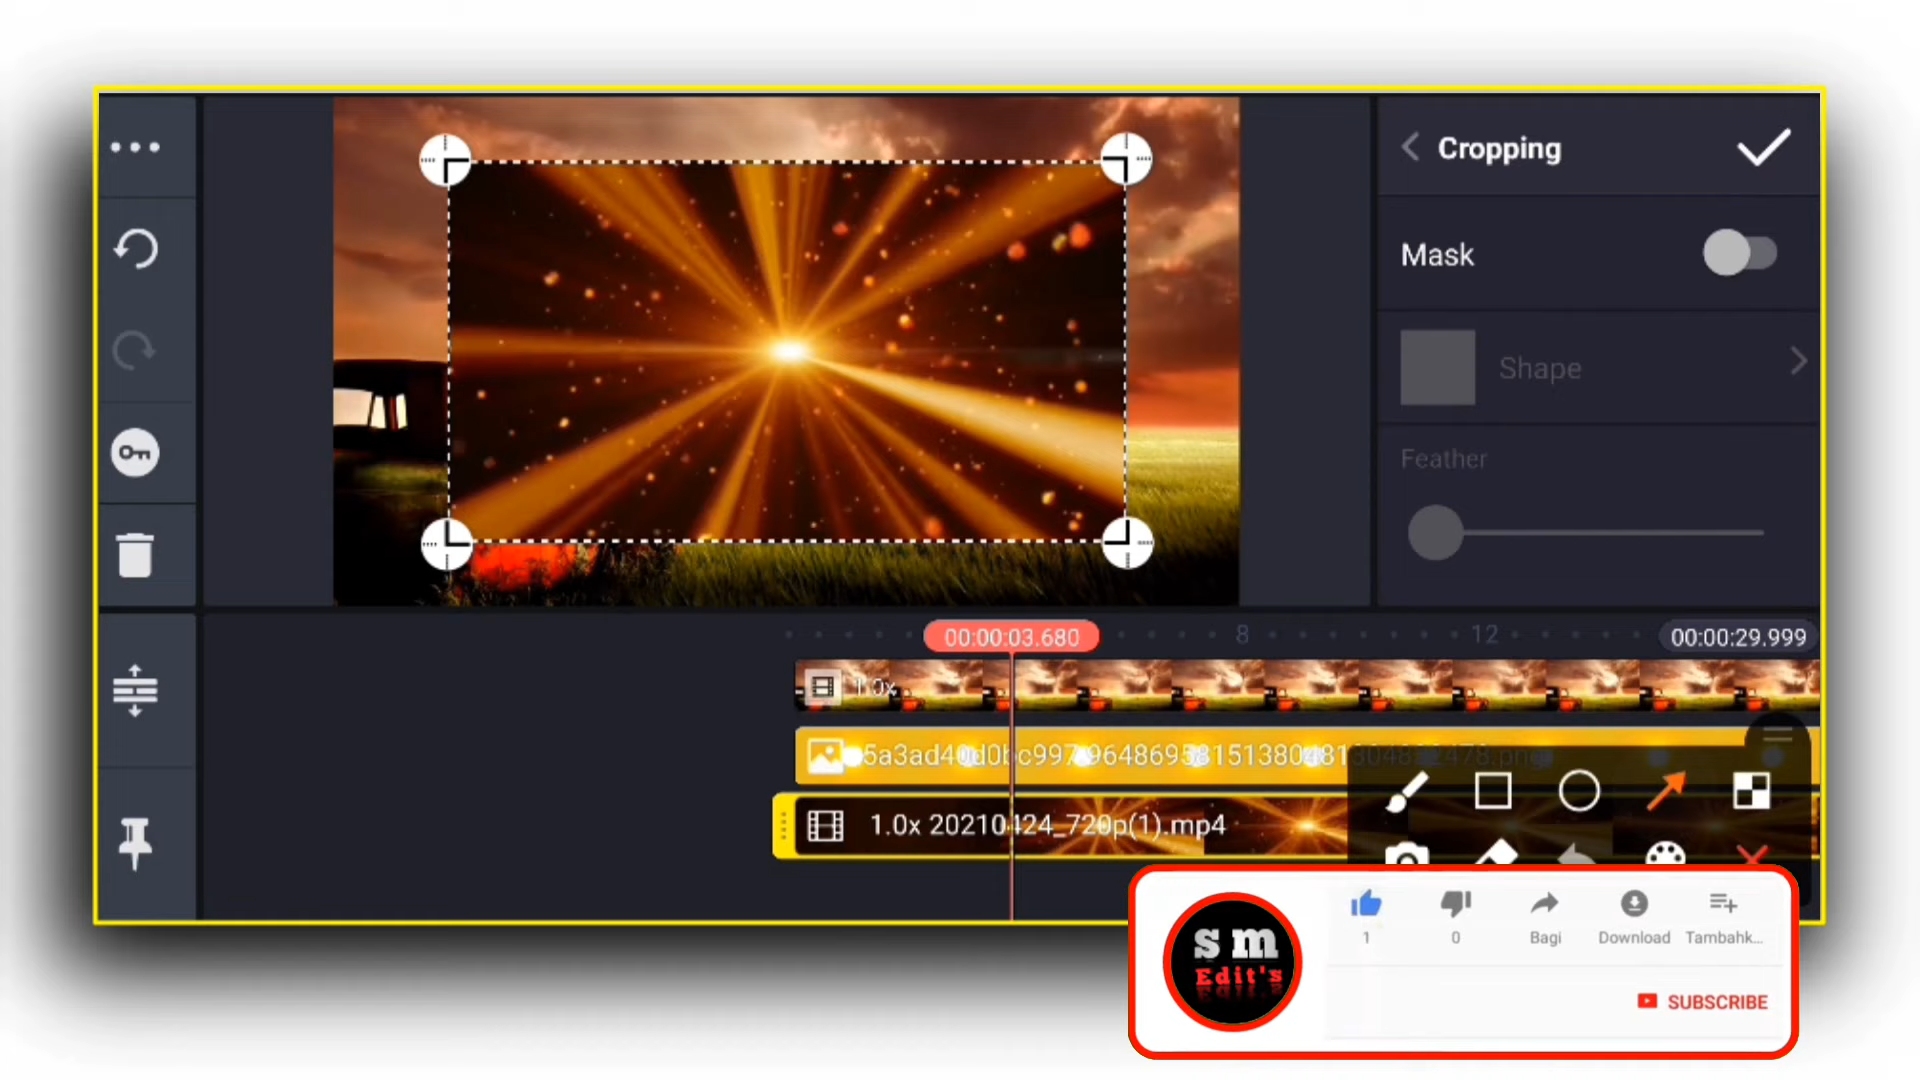 Cropping
Mask
Shape
Feather
00:00:03.680
8
12
00:00:29.999
1.0x
1.0x 20210424_720p(1).mp4
s m
Edit's
1
0
Bagi
Download
Tambahk...
SUBSCRIBE